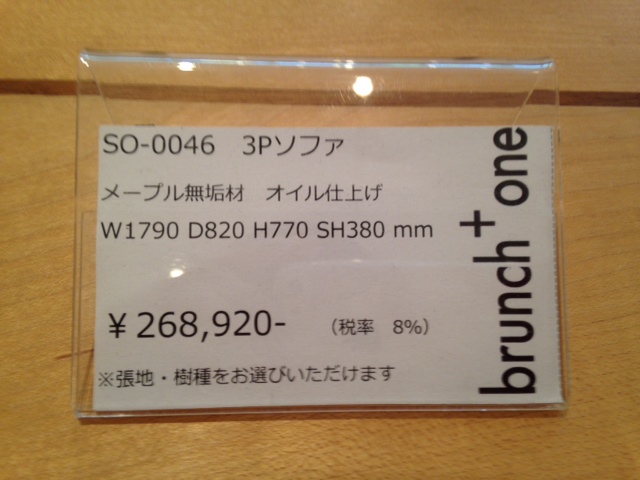 SO-0046　3Pソファ
メープル無垢材　オイル仕上げ
W1790 D820 H770 SH380 mm
¥268,920-　（税率　8%）
※張地・樹種をお選びいただけます
brunch+one